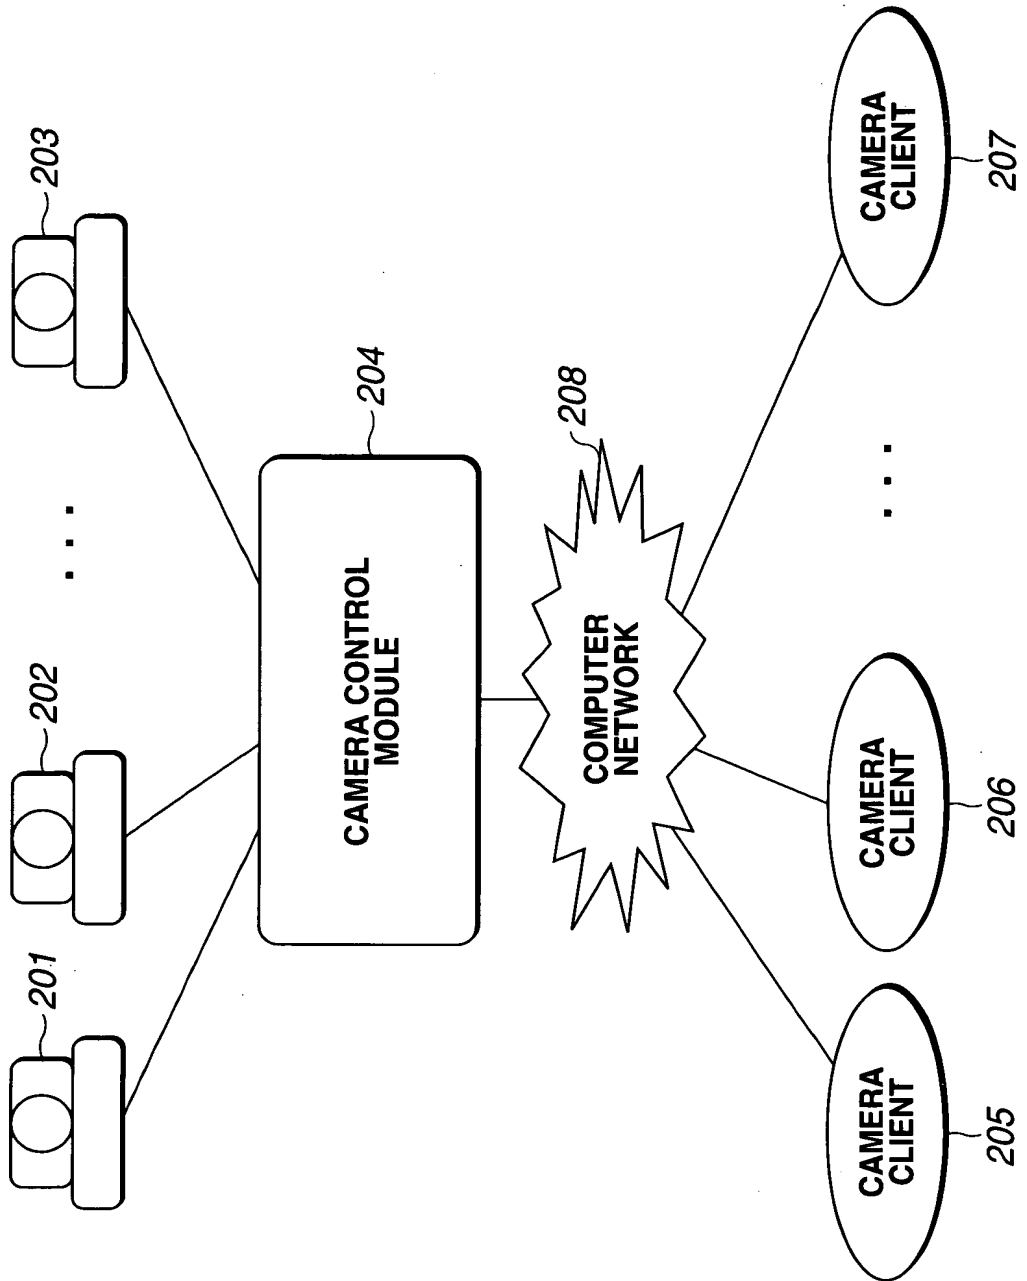 201
202
. . .
203
CAMERA CONTROL
MODULE
204
COMPUTER
NETWORK
208
CAMERA
CLIENT
205
CAMERA
CLIENT
206
. . .
CAMERA
CLIENT
207